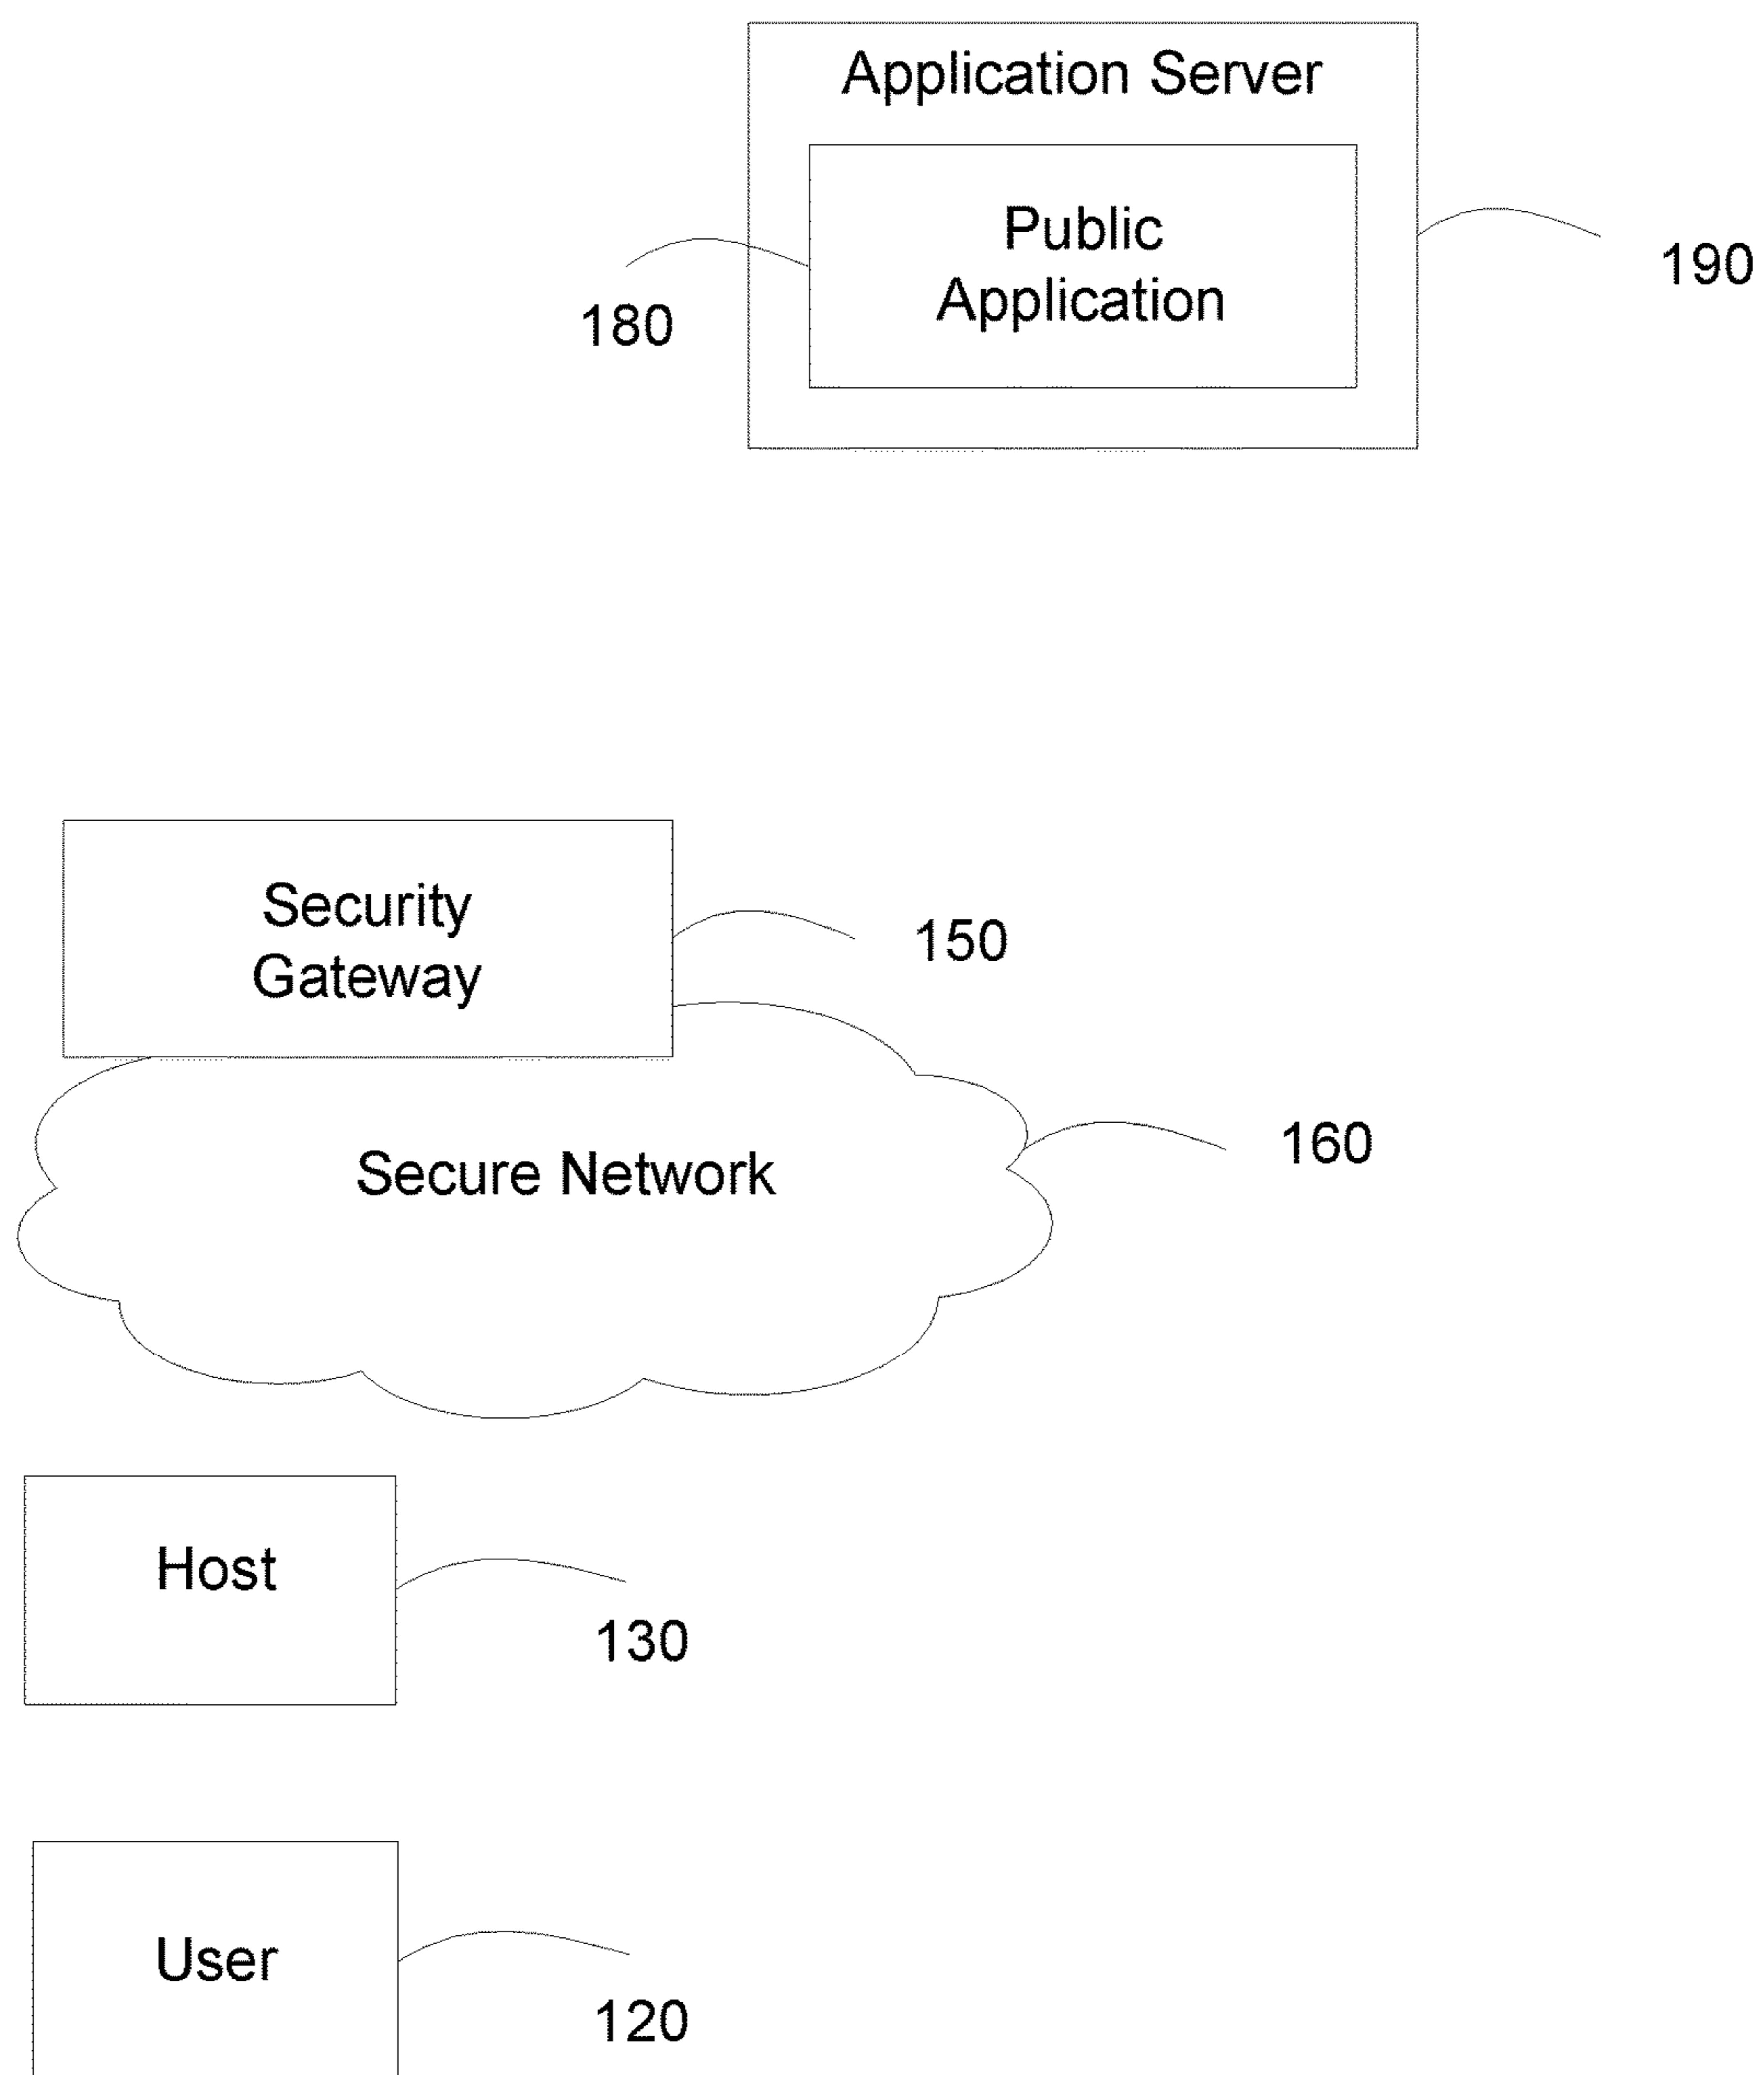 Application Server
Public
Application
180
190
Security
Gateway
150
Secure Network
160
Host
130
User
120